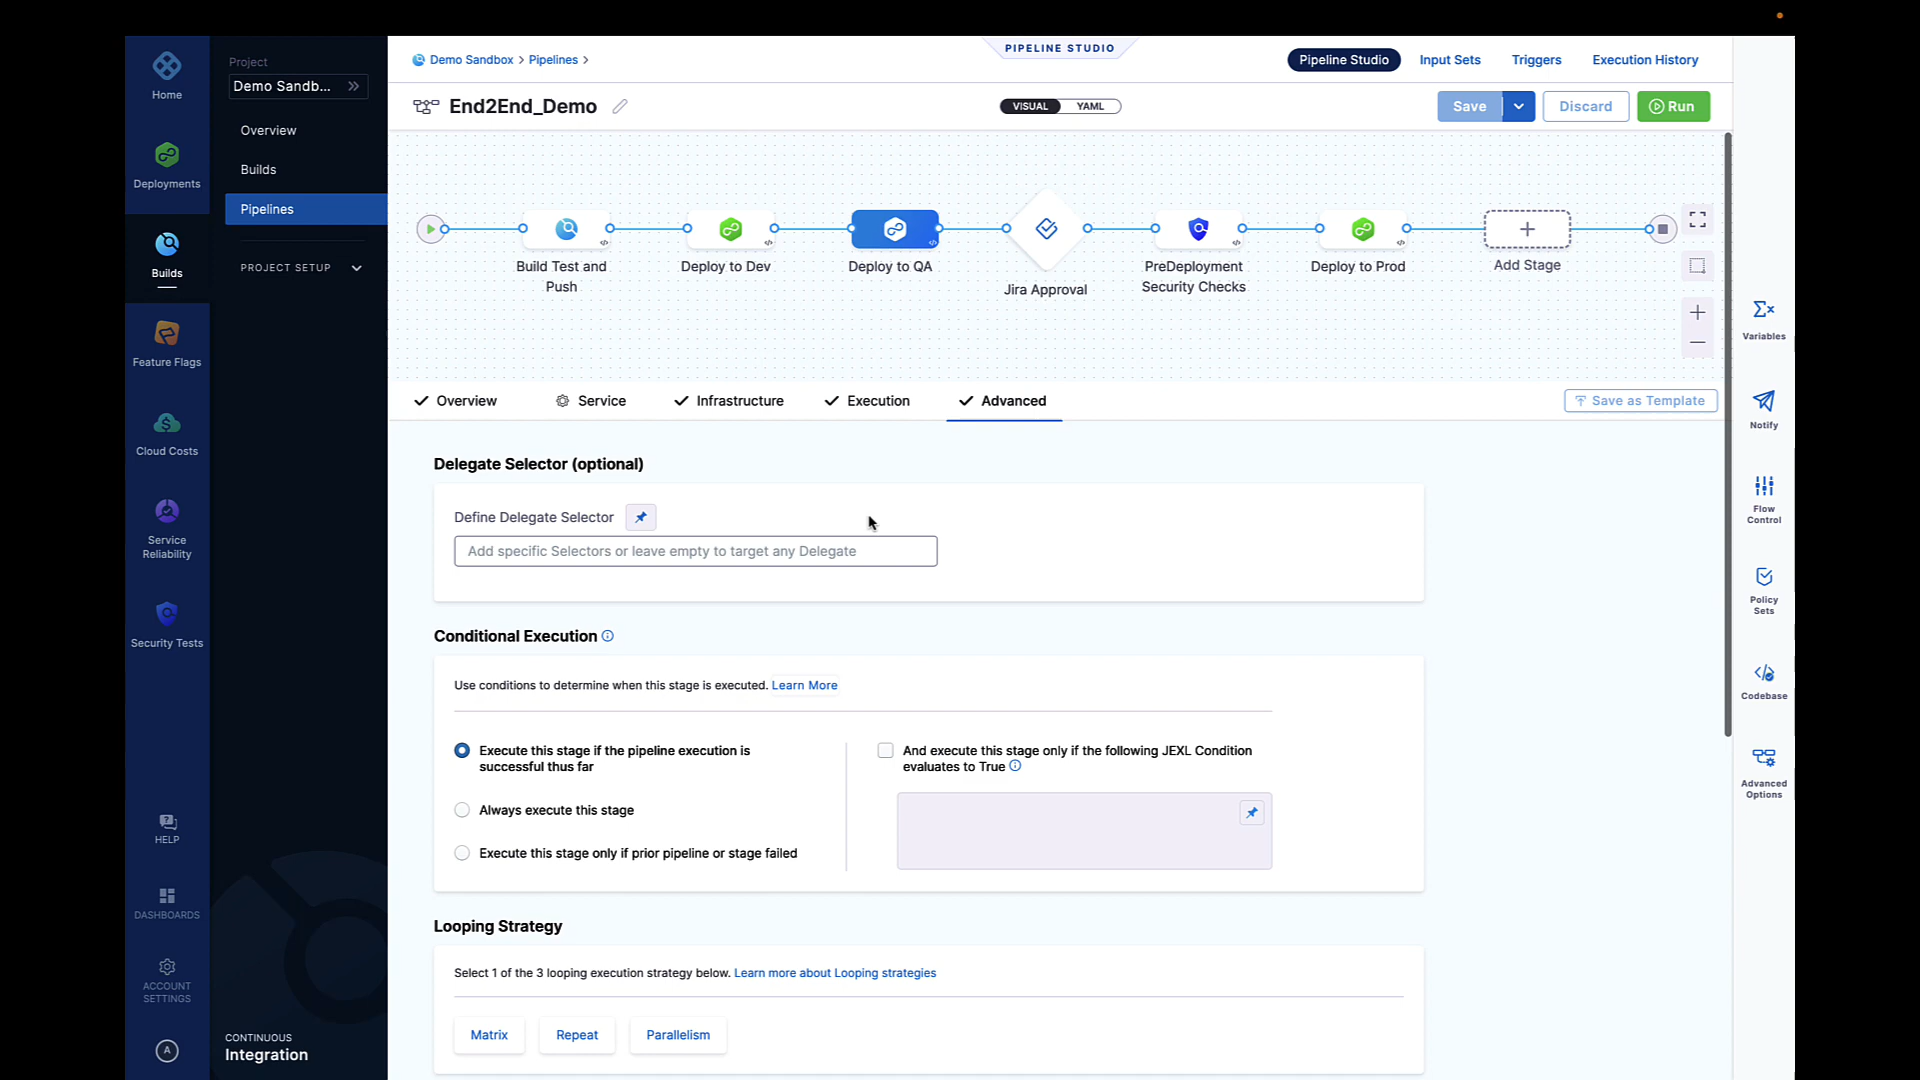 Home
Deployments
Builds
Feature Flags
Cloud Costs
Service
Reliability
Security Tests
HELP
DASHBOARDS
ACCOUNT
SETTINGS
A
Project
Demo Sandb...
Overview
Builds
Pipelines
PROJECT SETUP
CONTINUOUS
Integration
Demo Sandbox > Pipelines >
PIPELINE STUDIO
Pipeline Studio
Input Sets
Triggers
Execution History
End2End_Demo
VISUAL
YAML
Save
Discard
Run
Build Test and
Push
Deploy to Dev
Deploy to QA
Jira Approval
PreDeployment
Security Checks
Deploy to Prod
Add Stage
Overview
Service
Infrastructure
Execution
Advanced
Save as Template
Delegate Selector (optional)
Define Delegate Selector
Add specific Selectors or leave empty to target any Delegate
Conditional Execution
Use conditions to determine when this stage is executed. Learn More
Execute this stage if the pipeline execution is
successful thus far
Always execute this stage
Execute this stage only if prior pipeline or stage failed
And execute this stage only if the following JEXL Condition
evaluates to True
Looping Strategy
Select 1 of the 3 looping execution strategy below. Learn more about Looping strategies
Matrix
Repeat
Parallelism
Variables
Notify
Flow
Control
Policy
Sets
Codebase
Advanced
Options